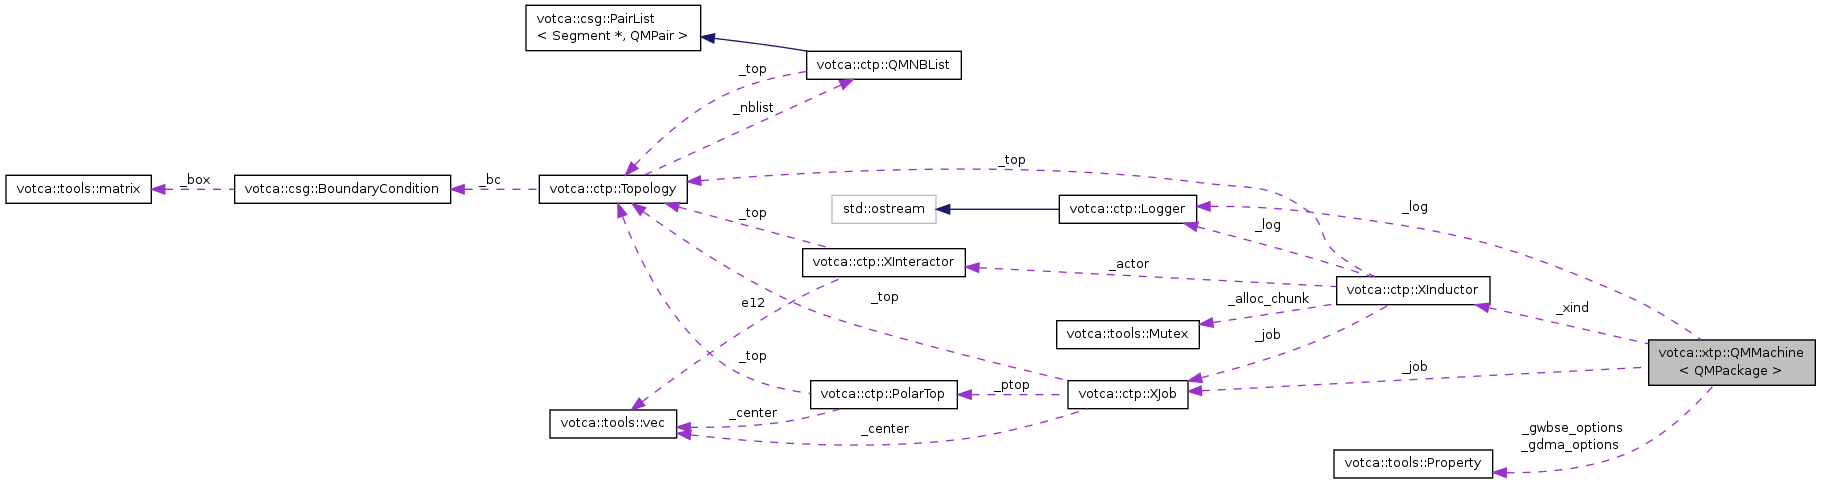 votca::csg::PairList
< Segment *, QMPair >
votca::ctp::QMNBList
_top
_nblist
votca::tools::matrix
_box
votca::csg::BoundaryCondition
_bc
votca::ctp::Topology
_top
std::ostream
votca::ctp::Logger
_log
_top
_log
votca::ctp::XInteractor
_actor
votca::ctp::XInductor
e12
_top
_alloc_chunk
_xind
votca::tools::Mutex
_job
votca::xtp::QMMachine
< QMPackage >
_top
_ptop
_job
votca::ctp::PolarTop
votca::ctp::XJob
_center
votca::tools::vec
_center
_gwbse_options
_gdma_options
votca::tools::Property